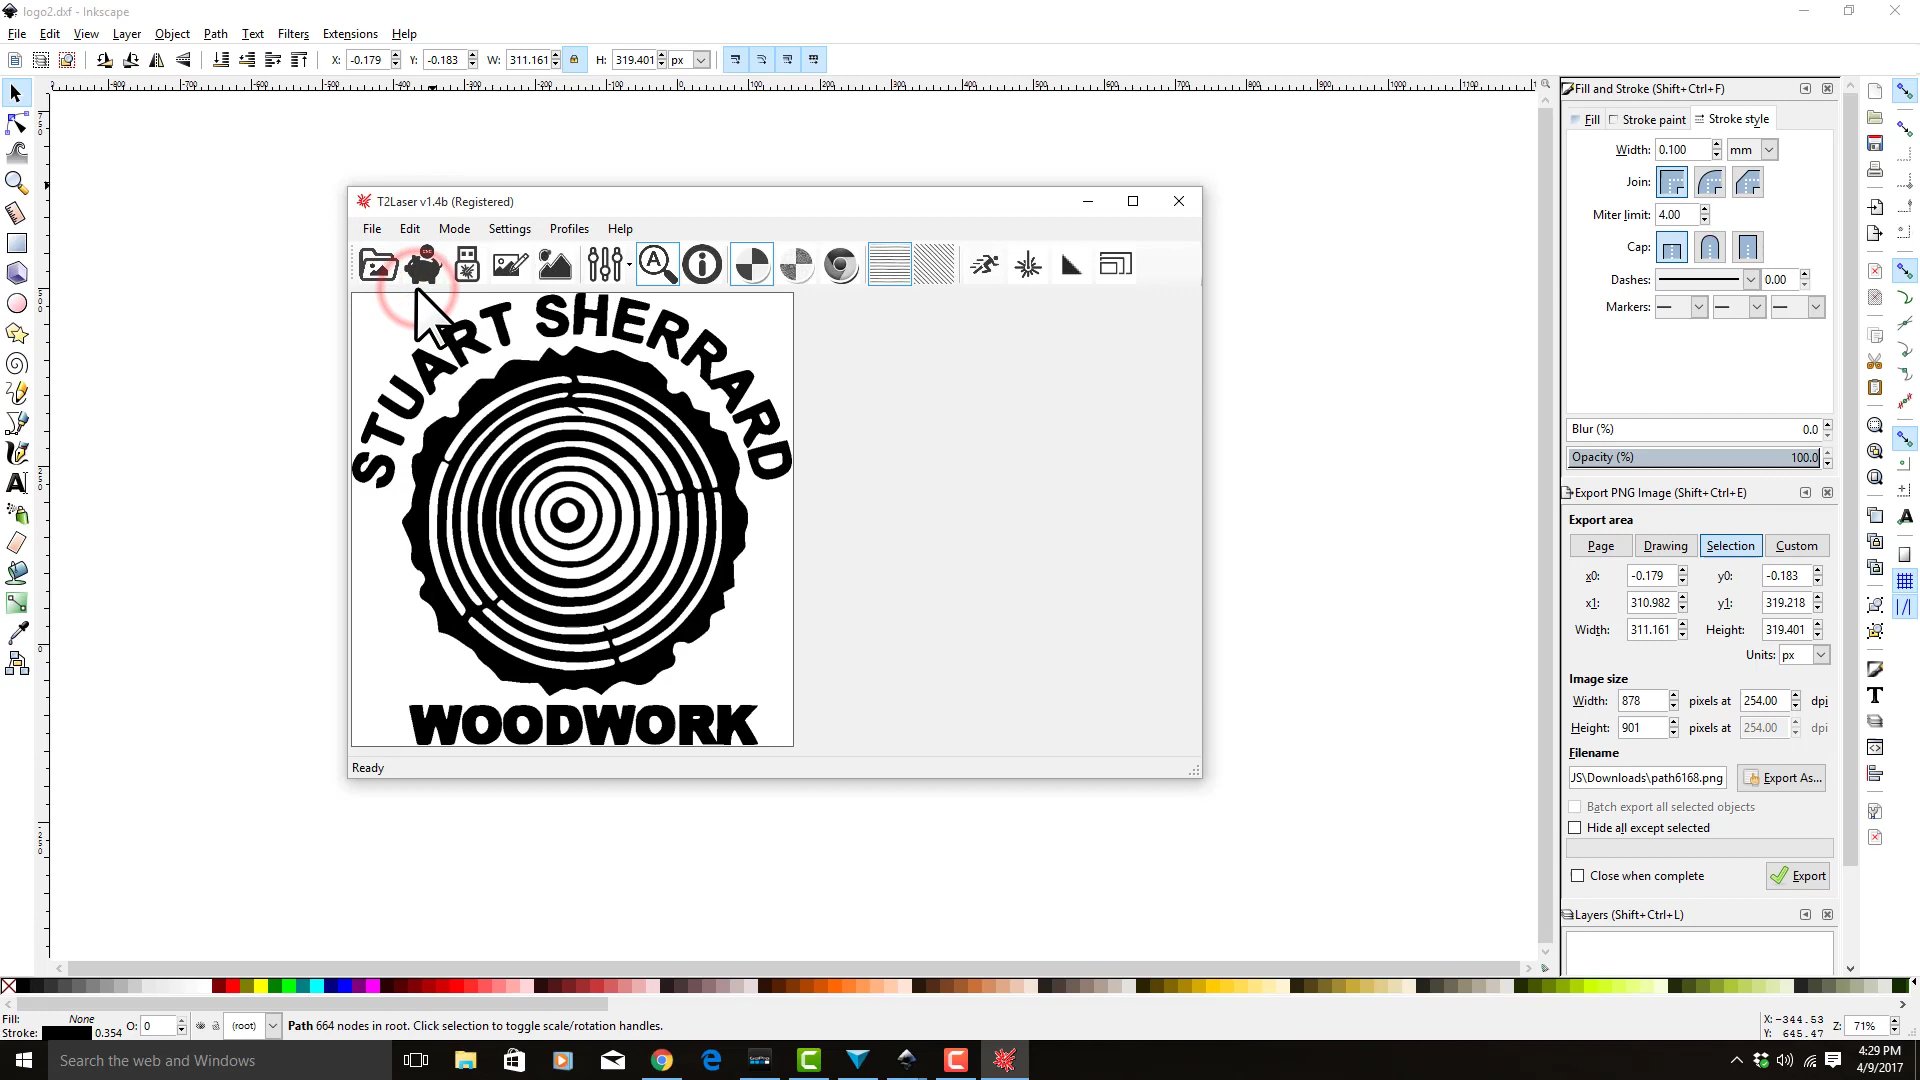 logo2.dxf - Inkscape
File Edit View Layer Object Path Text Filters Extensions Help
X: -0.179 Y: -0.183 W: 311.161 H: 319.401 px
Fill and Stroke (Shift+Ctrl+F)
Fill Stroke paint Stroke style
Width: 0.100 mm
Join:
Miter limit: 4.00
Cap:
Dashes: 0.00
Markers:
Blur (%) 0.0
Opacity (%) 100.0
Export PNG Image (Shift+Ctrl+E)
Export area
Page Drawing Selection Custom
x0: -0.179 y0: -0.183
x1: 310.982 y1: 319.218
Width: 311.161 Height: 319.401
Units: px
Image size
Width: 878 pixels at 254.00 dpi
Height: 901 pixels at 254.00 dpi
Filename
JS\Downloads\path6168.png Export As...
Batch export all selected objects
Hide all except selected
Close when complete Export
Layers (Shift+Ctrl+L)
T2Laser v1.4b (Registered)
File Edit Mode Settings Profiles Help
STUART SHERRARD
WOODWORK
Ready
Fill: None
Stroke: 0.354 O: 0 (root) Path 664 nodes in root. Click selection to toggle scale/rotation handles.
X: -344.53
Y: 645.47
Z: 71%
Search the web and Windows
4:29 PM
4/9/2017